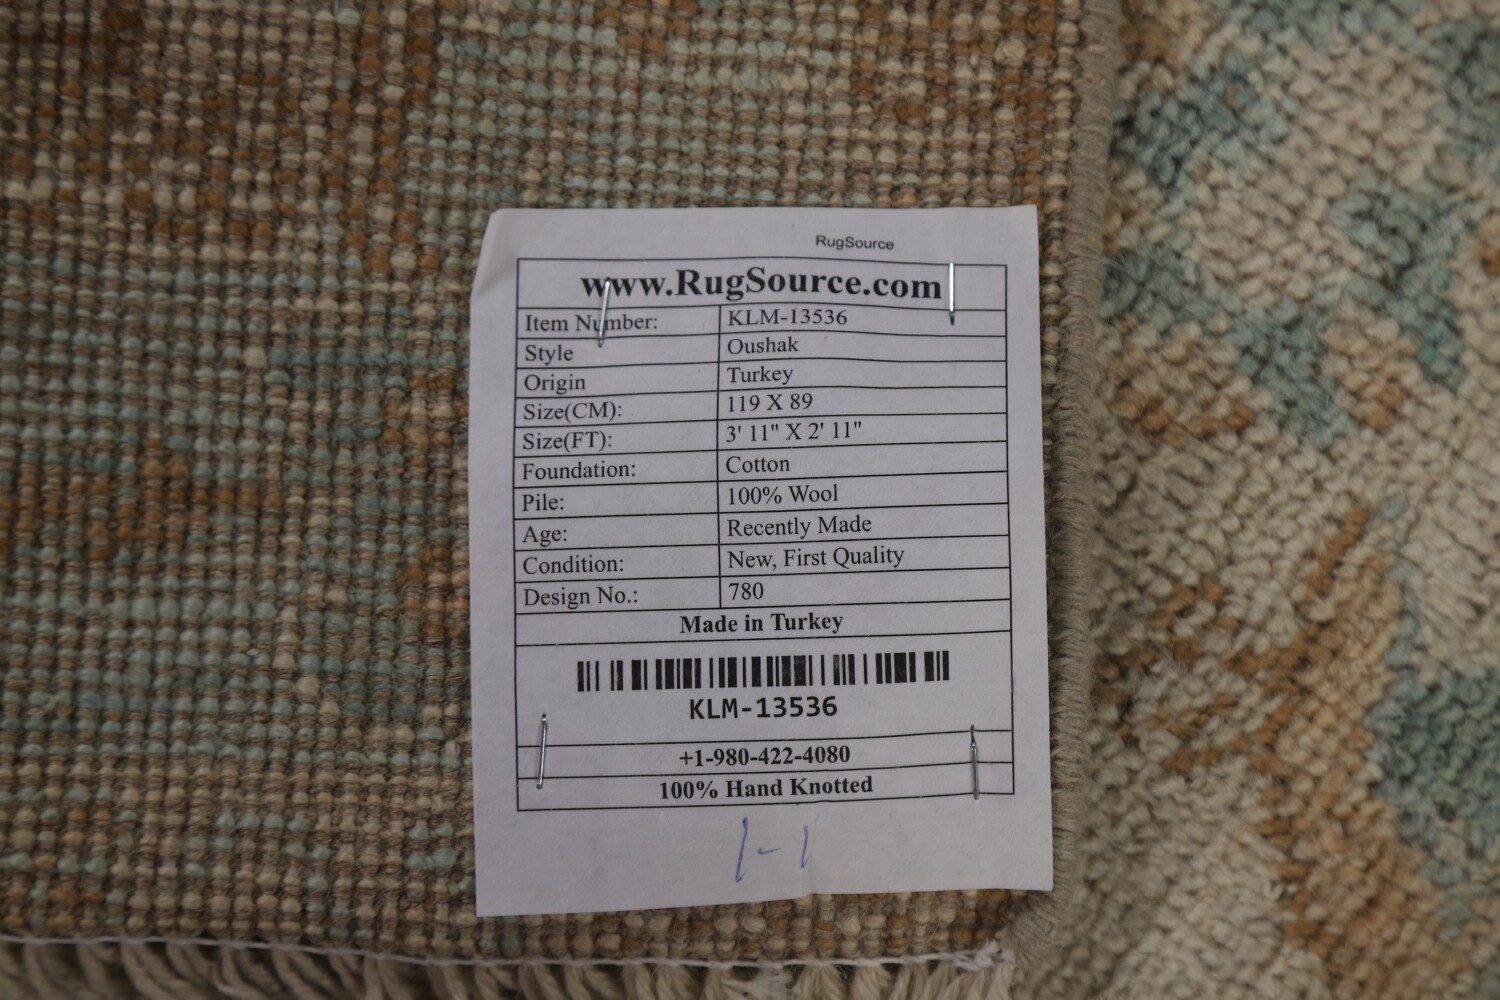 RugSource
www.RugSource.com
Item Number: KLM-13536
Style Oushak
Origin Turkey
Size(CM): 119 X 89
Size(FT): 3' 11" X 2' 11"
Foundation: Cotton
Pile: 100% Wool
Age: Recently Made
Condition: New, First Quality
Design No.: 780
Made in Turkey
KLM-13536
+1-980-422-4080
100% Hand Knotted
1-1